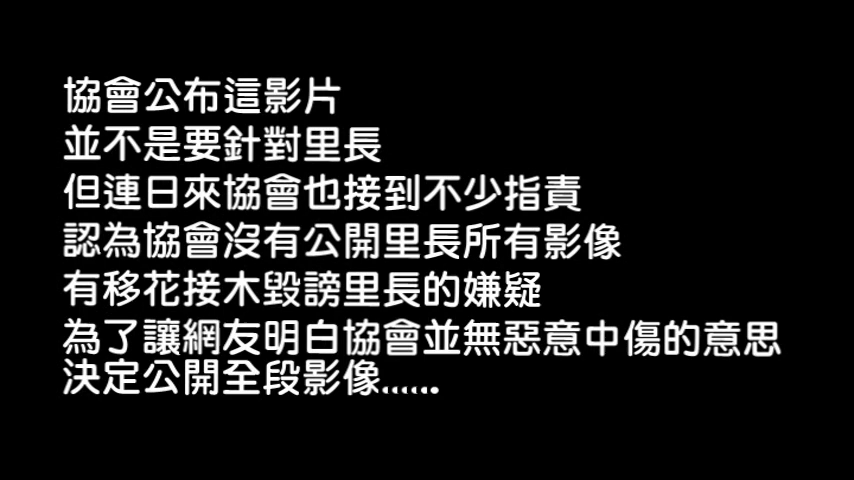 協會公布這影片
並不是要針對里長
但連日來協會也接到不少指責
認為協會沒有公開里長所有影像
有移花接木毀謗里長的嫌疑
為了讓網友明白協會並無惡意中傷的意思
決定公開全段影像......